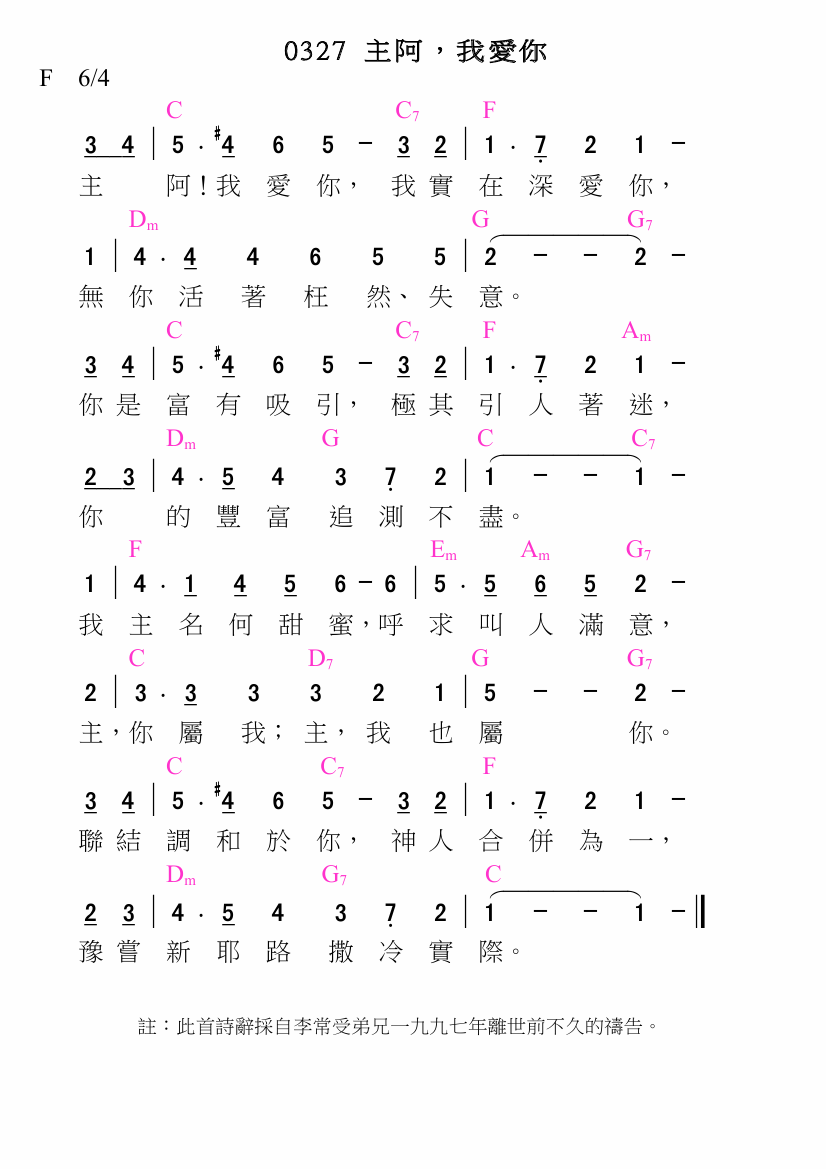 0327 主阿，我愛你
F 6/4
C C7 F
3 4 | 5 . #4 6 5 - 3 2 | 1 . 7 2 1 -
主 阿！我 愛 你， 我 實 在 深 愛 你，
Dm G G7
1 | 4 . 4 4 6 5 5 | 2 - - 2 -
無 你 活 著 枉 然、 失 意。
C C7 F Am
3 4 | 5 . #4 6 5 - 3 2 | 1 . 7 2 1 -
你 是 富 有 吸 引， 極 其 引 人 著 迷，
Dm G C C7
2 3 | 4 . 5 4 3 7 2 | 1 - - 1 -
你 的 豐 富 追 測 不 盡。
F Em Am G7
1 | 4 . 1 4 5 6 - 6 | 5 . 5 6 5 2 -
我 主 名 何 甜 蜜，呼 求 叫 人 滿 意，
C D7 G G7
2 | 3 . 3 3 3 2 1 | 5 - - 2 -
主，你 屬 我； 主， 我 也 屬 你。
C C7 F
3 4 | 5 . #4 6 5 - 3 2 | 1 . 7 2 1 -
聯 結 調 和 於 你， 神 人 合 併 為 一，
Dm G7 C
2 3 | 4 . 5 4 3 7 2 | 1 - - 1 -
豫 嘗 新 耶 路 撒 冷 實 際。
註：此首詩辭採自李常受弟兄一九九七年離世前不久的禱告。